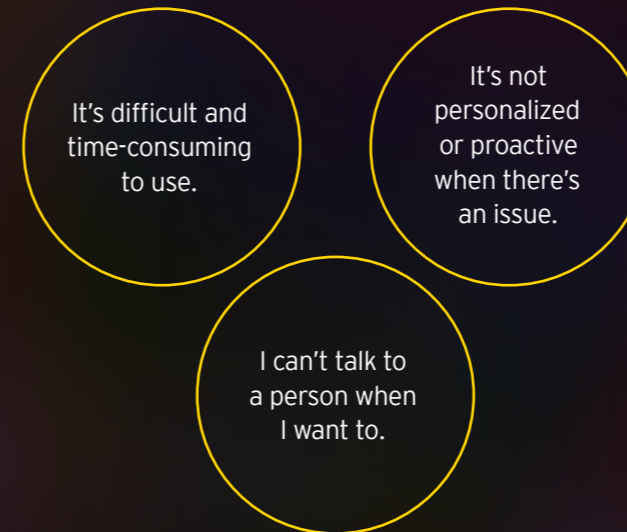 It's difficult and
time-consuming
to use.
It's not
personalized
or proactive
when there's
an issue.
I can't talk to
a person when
I want to.